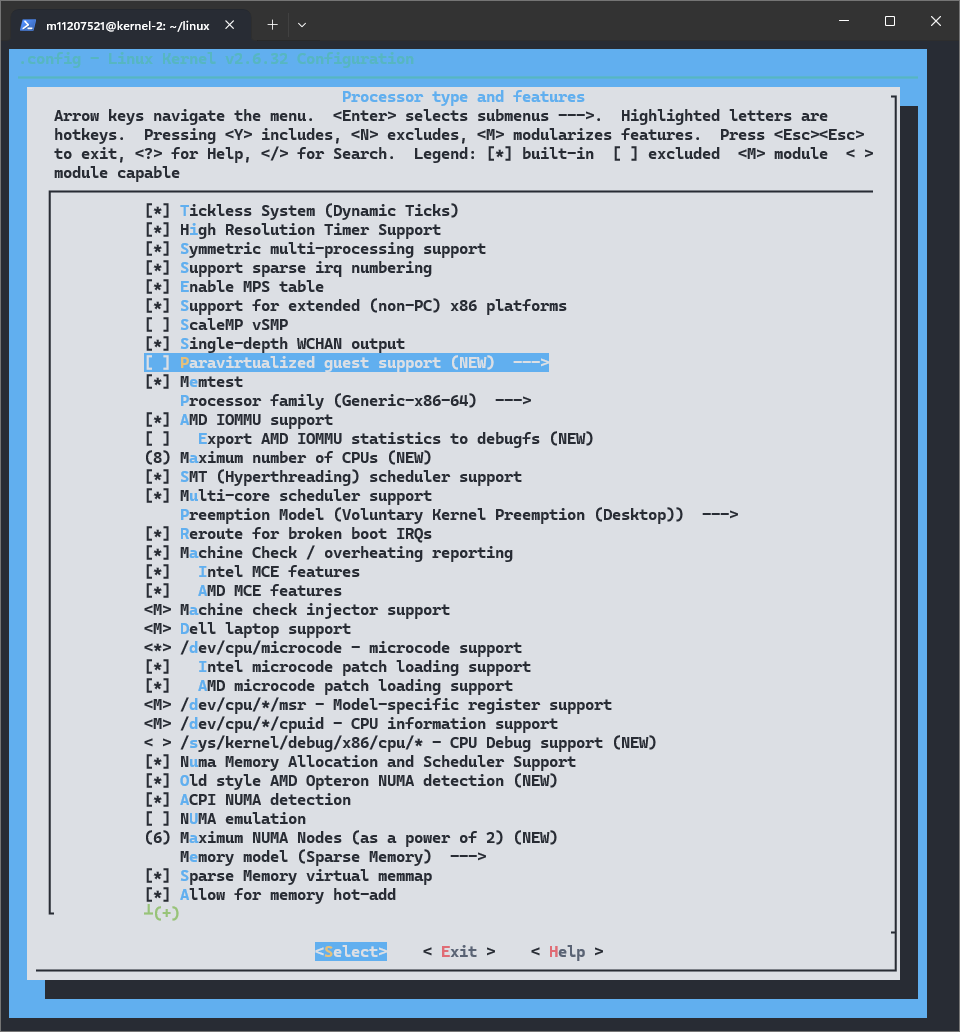 m11207521@kernel-2: ~/linux
.config - Linux Kernel v2.6.32 Configuration
Processor type and features
Arrow keys navigate the menu.  <Enter> selects submenus --->.  Highlighted letters are
hotkeys.  Pressing <Y> includes, <N> excludes, <M> modularizes features.  Press <Esc><Esc>
to exit, <?> for Help, </> for Search.  Legend: [*] built-in  [ ] excluded  <M> module  < >
module capable
[*] Tickless System (Dynamic Ticks)
[*] High Resolution Timer Support
[*] Symmetric multi-processing support
[*] Support sparse irq numbering
[*] Enable MPS table
[*] Support for extended (non-PC) x86 platforms
[ ] ScaleMP vSMP
[*] Single-depth WCHAN output
[ ] Paravirtualized guest support (NEW)  --->
[*] Memtest
Processor family (Generic-x86-64)  --->
[*] AMD IOMMU support
[ ]   Export AMD IOMMU statistics to debugfs (NEW)
(8) Maximum number of CPUs (NEW)
[*] SMT (Hyperthreading) scheduler support
[*] Multi-core scheduler support
Preemption Model (Voluntary Kernel Preemption (Desktop))  --->
[*] Reroute for broken boot IRQs
[*] Machine Check / overheating reporting
[*]   Intel MCE features
[*]   AMD MCE features
<M> Machine check injector support
<M> Dell laptop support
<*> /dev/cpu/microcode - microcode support
[*]   Intel microcode patch loading support
[*]   AMD microcode patch loading support
<M> /dev/cpu/*/msr - Model-specific register support
<M> /dev/cpu/*/cpuid - CPU information support
< > /sys/kernel/debug/x86/cpu/* - CPU Debug support (NEW)
[*] Numa Memory Allocation and Scheduler Support
[*] Old style AMD Opteron NUMA detection (NEW)
[*] ACPI NUMA detection
[ ] NUMA emulation
(6) Maximum NUMA Nodes (as a power of 2) (NEW)
Memory model (Sparse Memory)  --->
[*] Sparse Memory virtual memmap
[*] Allow for memory hot-add
┴(+)
<Select>    < Exit >    < Help >